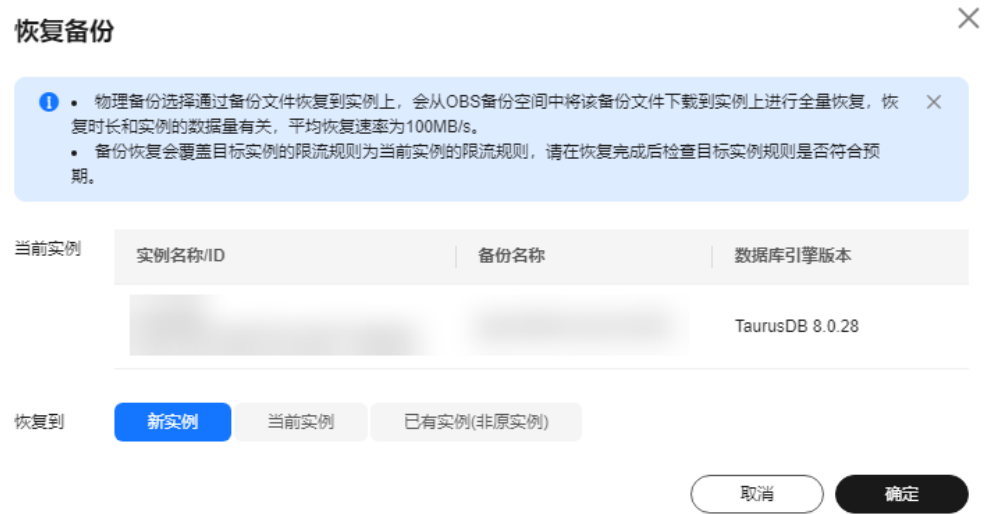 恢复备份
• 物理备份选择通过备份文件恢复到实例上，会从OBS备份空间中将该备份文件下载到实例上进行全量恢复，恢
复时长和实例的数据量有关，平均恢复速率为100MB/s。
• 备份恢复会覆盖目标实例的限流规则为当前实例的限流规则，请在恢复完成后检查目标实例规则是否符合预
期。
当前实例
实例名称/ID 备份名称 数据库引擎版本
TaurusDB 8.0.28
恢复到 新实例 当前实例 已有实例(非原实例)
取消 确定